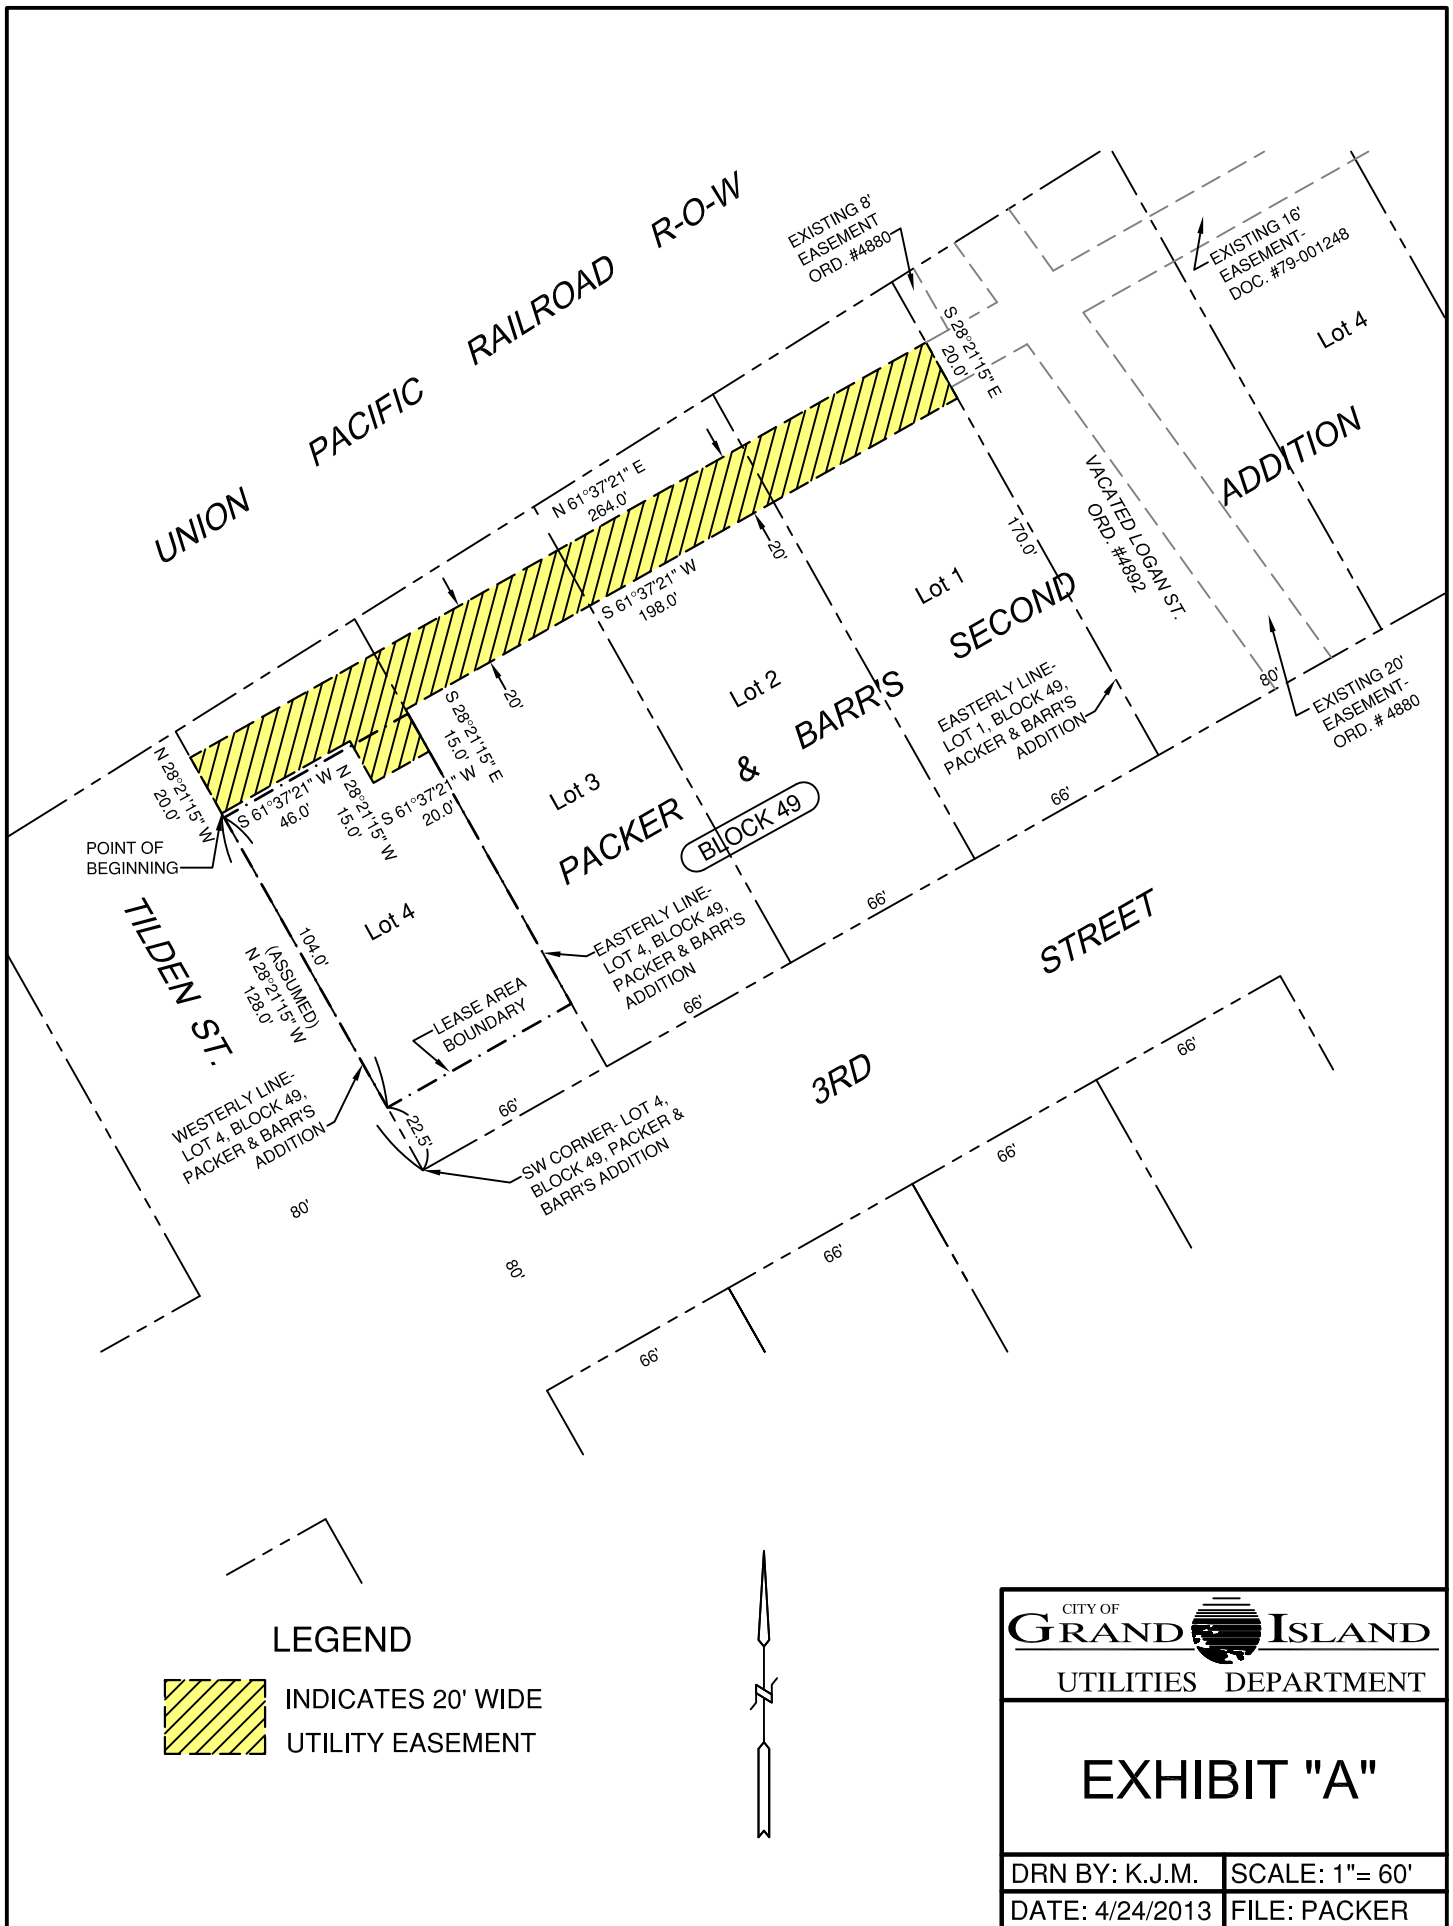 UNION PACIFIC RAILROAD R-O-W
EXISTING 8'
EASEMENT
ORD. #4880
EXISTING 16'
EASEMENT-
DOC. #79-001248
Lot 4
S 28°21'15" E
20.0'
N 61°37'21" E
264.0'
20'
S 61°37'21" W
198.0'
20'
170.0'
VACATED LOGAN ST.
ORD. #4892
PACKER & BARR'S SECOND ADDITION
Lot 1
Lot 2
Lot 3
BLOCK 49
EASTERLY LINE-
LOT 1, BLOCK 49,
PACKER & BARR'S
ADDITION
80'
EXISTING 20'
EASEMENT-
ORD. # 4880
N 28°21'15" W
20.0'
S 61°37'21" W
46.0'
N 28°21'15" W
15.0'
S 61°37'21" W
20.0'
S 28°21'15" E
15.0'
POINT OF
BEGINNING
TILDEN ST.
Lot 4
104.0'
(ASSUMED)
N 28°21'15" W
128.0'
LEASE AREA
BOUNDARY
EASTERLY LINE-
LOT 4, BLOCK 49,
PACKER & BARR'S
ADDITION
66'
66'
66'
66'
WESTERLY LINE-
LOT 4, BLOCK 49,
PACKER & BARR'S
ADDITION
22.5'
SW CORNER- LOT 4,
BLOCK 49, PACKER &
BARR'S ADDITION
3RD STREET
80'
80'
66'
66'
66'
66'
LEGEND
INDICATES 20' WIDE
UTILITY EASEMENT
CITY OF
GRAND ISLAND
UTILITIES DEPARTMENT
EXHIBIT "A"
DRN BY: K.J.M.
SCALE: 1"= 60'
DATE: 4/24/2013
FILE: PACKER